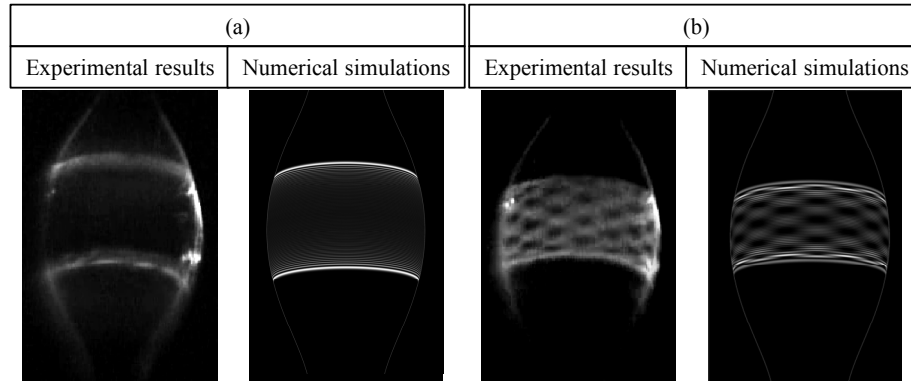 (a)
(b)
Experimental results
Numerical simulations
Experimental results
Numerical simulations